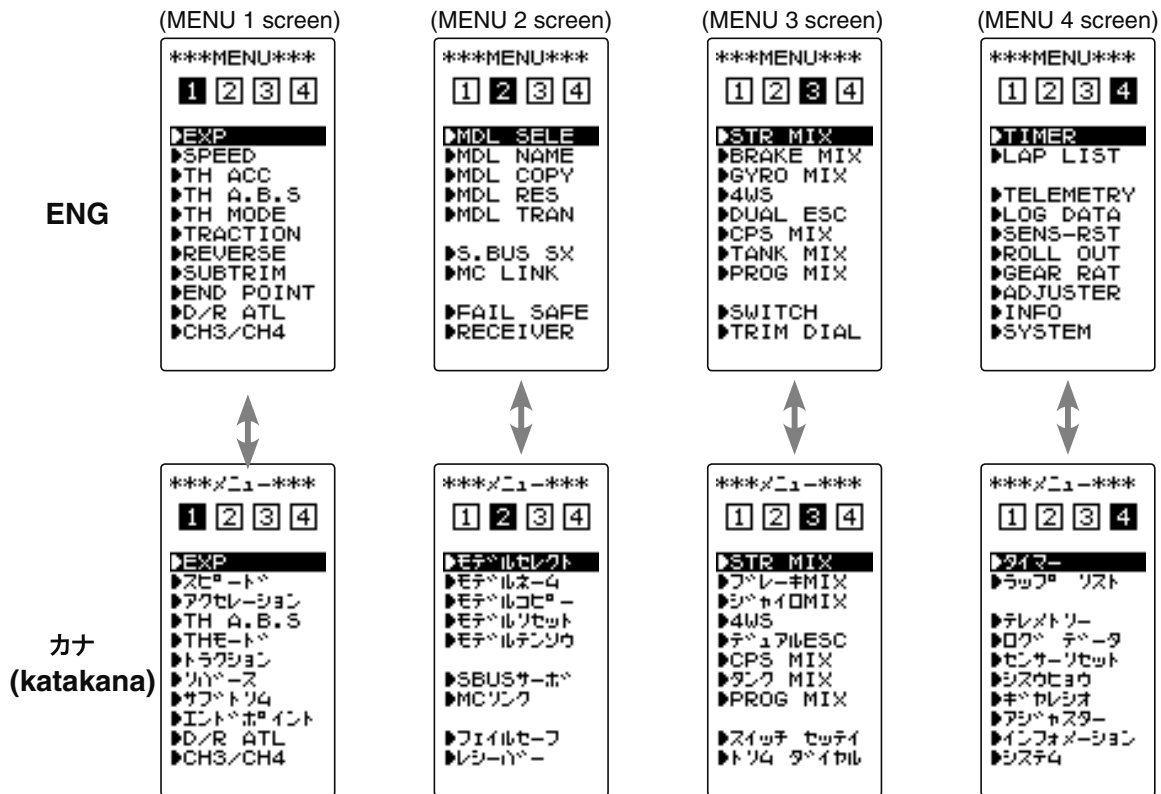 (MENU 1 screen)
(MENU 2 screen)
(MENU 3 screen)
(MENU 4 screen)
ENG
***MENU***
1 2 3 4
EXP
SPEED
TH ACC
TH A.B.S
TH MODE
TRACTION
REVERSE
SUBTRIM
END POINT
D/R ATL
CH3/CH4
***MENU***
1 2 3 4
MDL SELE
MDL NAME
MDL COPY
MDL RES
MDL TRAN
S.BUS SX
MC LINK
FAIL SAFE
RECEIVER
***MENU***
1 2 3 4
STR MIX
BRAKE MIX
GYRO MIX
4WS
DUAL ESC
CPS MIX
TANK MIX
PROG MIX
SWITCH
TRIM DIAL
***MENU***
1 2 3 4
TIMER
LAP LIST
TELEMETRY
LOG DATA
SENS-RST
ROLL OUT
GEAR RAT
ADJUSTER
INFO
SYSTEM
カナ
(katakana)
***メニュー***
1 2 3 4
EXP
スピード
アクセレーション
TH A.B.S
THモード
トラクション
リバース
サブトリム
エンドポイント
D/R ATL
CH3/CH4
***メニュー***
1 2 3 4
モデルセレクト
モデルネーム
モデルコピー
モデルリセット
モデルテンソウ
SBUSサーボ
MCリンク
フェイルセーフ
レシーバー
***メニュー***
1 2 3 4
STR MIX
ブレーキMIX
ジャイロMIX
4WS
デュアルESC
CPS MIX
タンク MIX
PROG MIX
スイッチ セッテイ
トリム ダイヤル
***メニュー***
1 2 3 4
タイマー
ラップ リスト
テレメトリー
ログ データ
センサーリセット
シスウヒョウ
ギヤレシオ
アジャスター
インフォメーション
システム